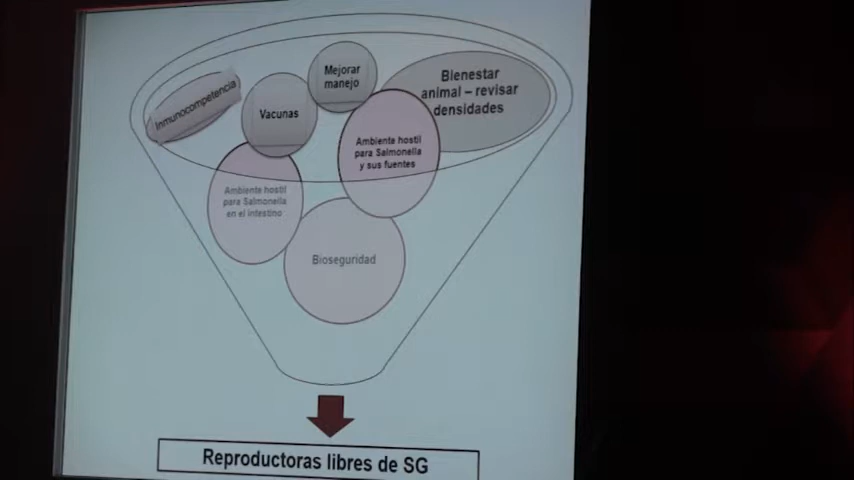 Inmunocompetencia
Vacunas
Mejorar
manejo
Bienestar
animal – revisar
densidades
Ambiente hostil
para Salmonella
y sus fuentes
Ambiente hostil
para Salmonella
en el intestino
Bioseguridad
Reproductoras libres de SG